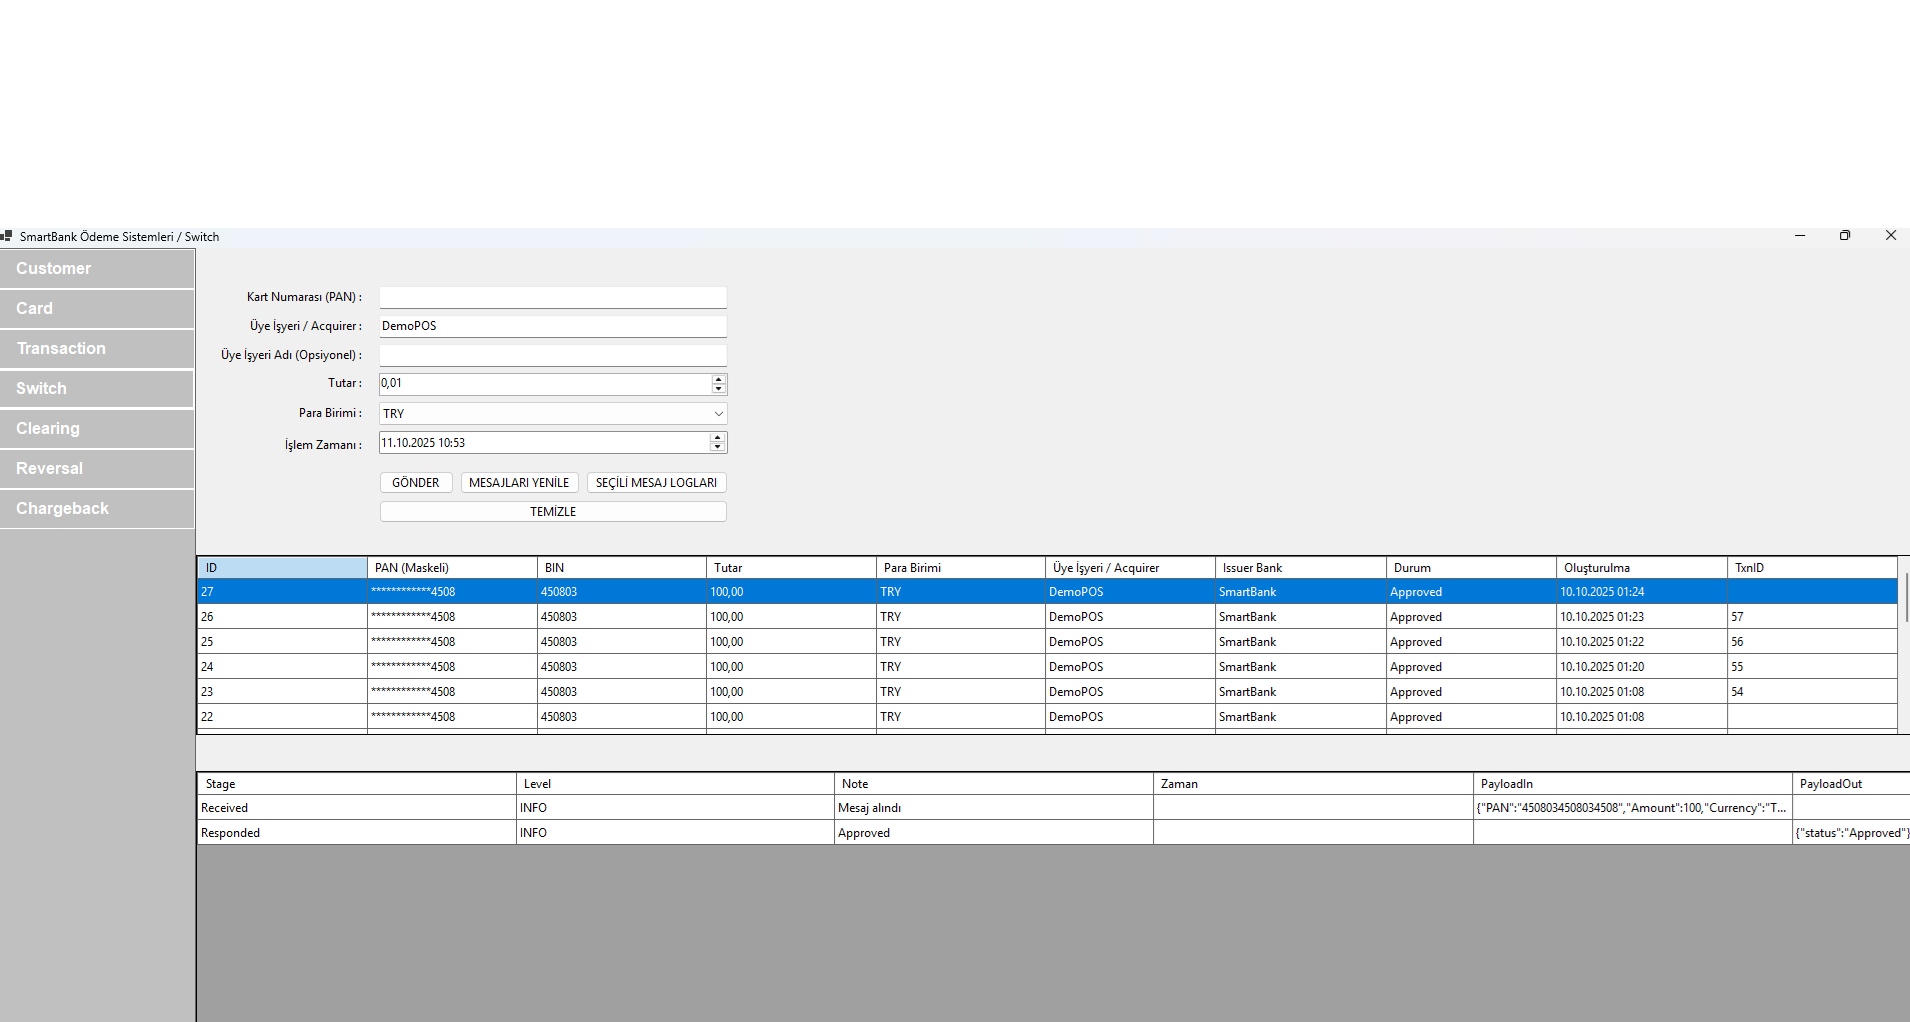 SmartBank Ödeme Sistemleri / Switch
Customer
Card
Transaction
Switch
Clearing
Reversal
Chargeback
Kart Numarası (PAN) :
Üye İşyeri / Acquirer : DemoPOS
Üye İşyeri Adı (Opsiyonel) :
Tutar : 0,01
Para Birimi : TRY
İşlem Zamanı : 11.10.2025 10:53
GÖNDER MESAJLARI YENİLE SEÇİLİ MESAJ LOGLARI
TEMİZLE
ID PAN (Maskeli) BIN Tutar Para Birimi Üye İşyeri / Acquirer Issuer Bank Durum Oluşturulma TxnID
27 ************4508 450803 100,00 TRY DemoPOS SmartBank Approved 10.10.2025 01:24
26 ************4508 450803 100,00 TRY DemoPOS SmartBank Approved 10.10.2025 01:23 57
25 ************4508 450803 100,00 TRY DemoPOS SmartBank Approved 10.10.2025 01:22 56
24 ************4508 450803 100,00 TRY DemoPOS SmartBank Approved 10.10.2025 01:20 55
23 ************4508 450803 100,00 TRY DemoPOS SmartBank Approved 10.10.2025 01:08 54
22 ************4508 450803 100,00 TRY DemoPOS SmartBank Approved 10.10.2025 01:08
Stage Level Note Zaman PayloadIn PayloadOut
Received INFO Mesaj alındı {"PAN":"4508034508034508","Amount":100,"Currency":"T...
Responded INFO Approved {"status":"Approved"}